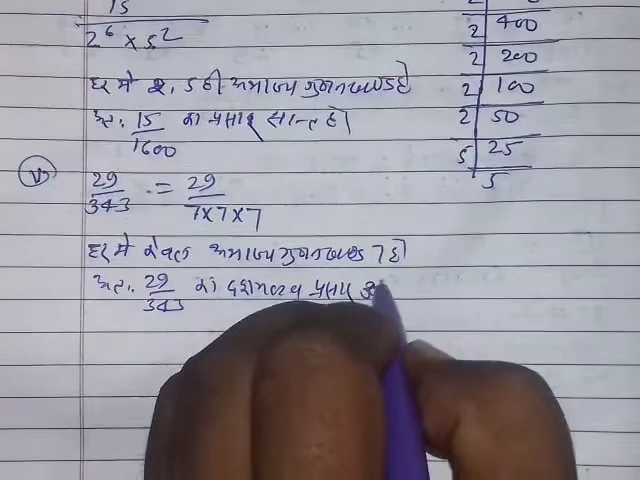 15
2⁶ × 5²
हर में 2, 5 ही अभाज्य गुणनखण्ड है
अतः 15/1600 का प्रसार सान्त है।
(v) 29/343 = 29/7×7×7
हर में केवल अभाज्य गुणनखण्ड 7 है।
अतः 29/343 का दशमलव प्रसार
2 400
2 200
2 100
2 50
5 25
5